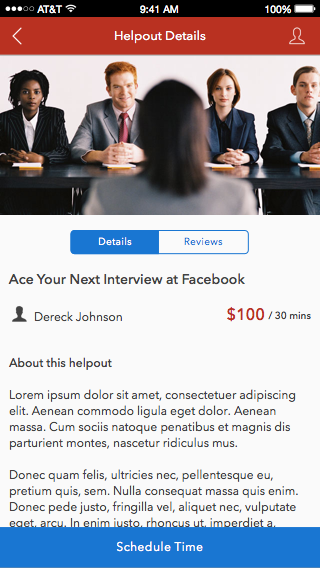 AT&T 9:41 AM 100%
Helpout Details
Details Reviews
Ace Your Next Interview at Facebook
Dereck Johnson $100 / 30 mins
About this helpout
Lorem ipsum dolor sit amet, consectetuer adipiscing
elit. Aenean commodo ligula eget dolor. Aenean
massa. Cum sociis natoque penatibus et magnis dis
parturient montes, nascetur ridiculus mus.
Donec quam felis, ultricies nec, pellentesque eu,
pretium quis, sem. Nulla consequat massa quis enim.
Donec pede justo, fringilla vel, aliquet nec, vulputate
eget, arcu. In enim justo, rhoncus ut, imperdiet a,
Schedule Time